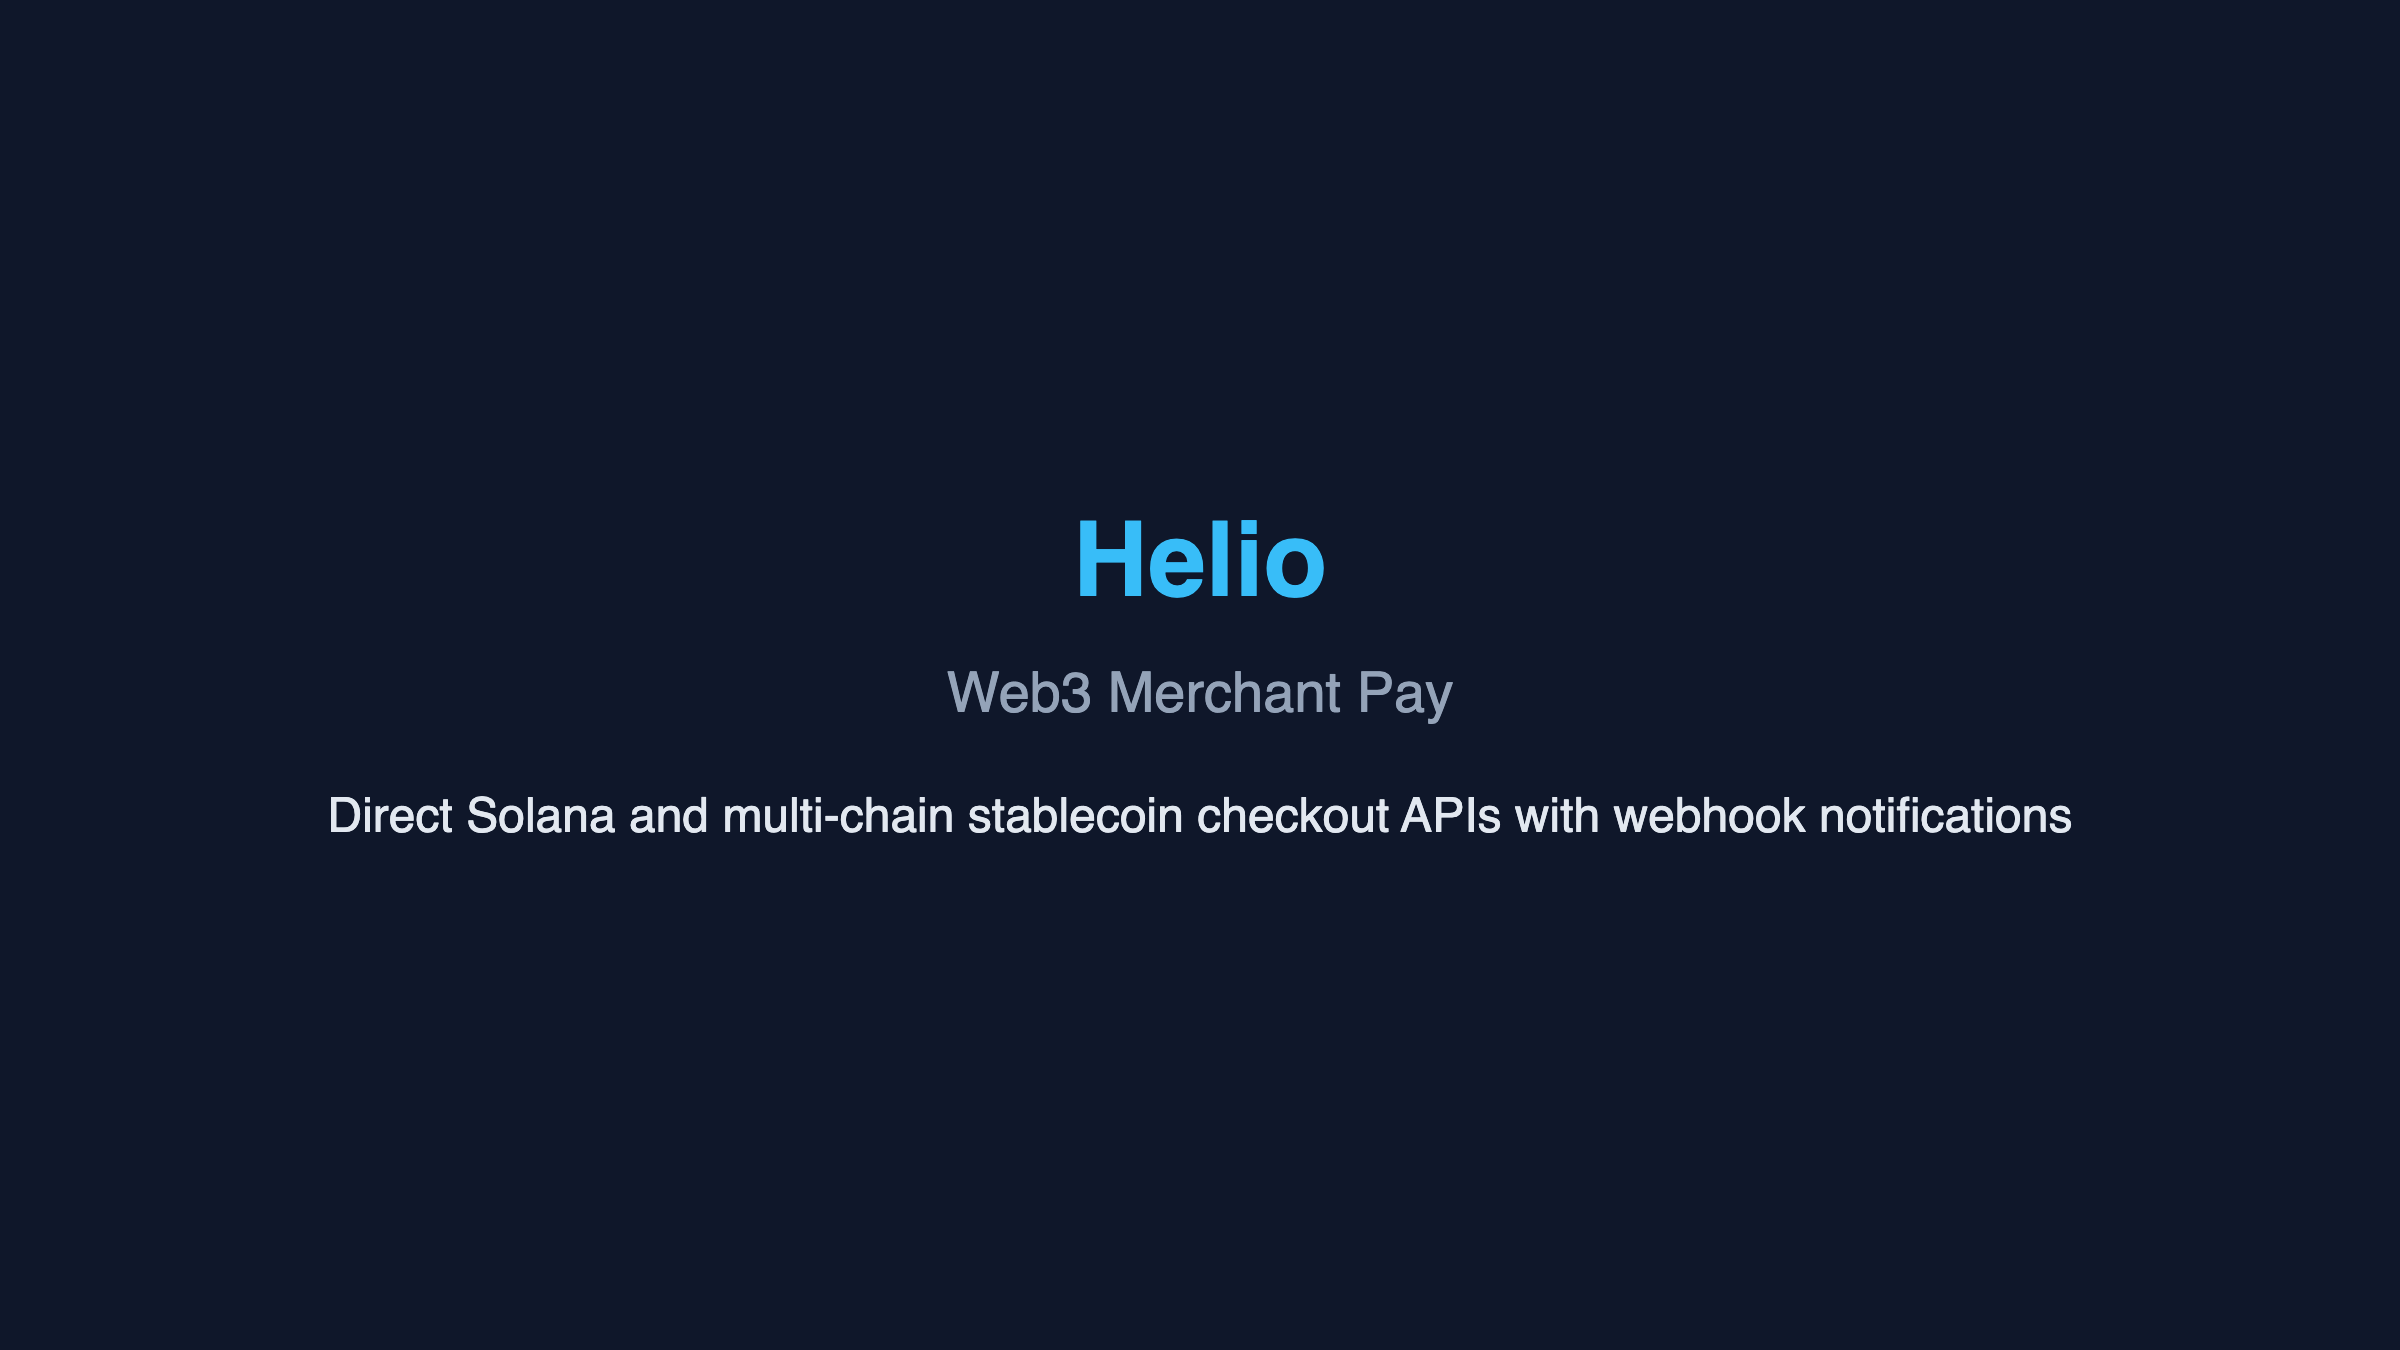 Helio
Web3 Merchant Pay
Direct Solana and multi-chain stablecoin checkout APIs with webhook notifications